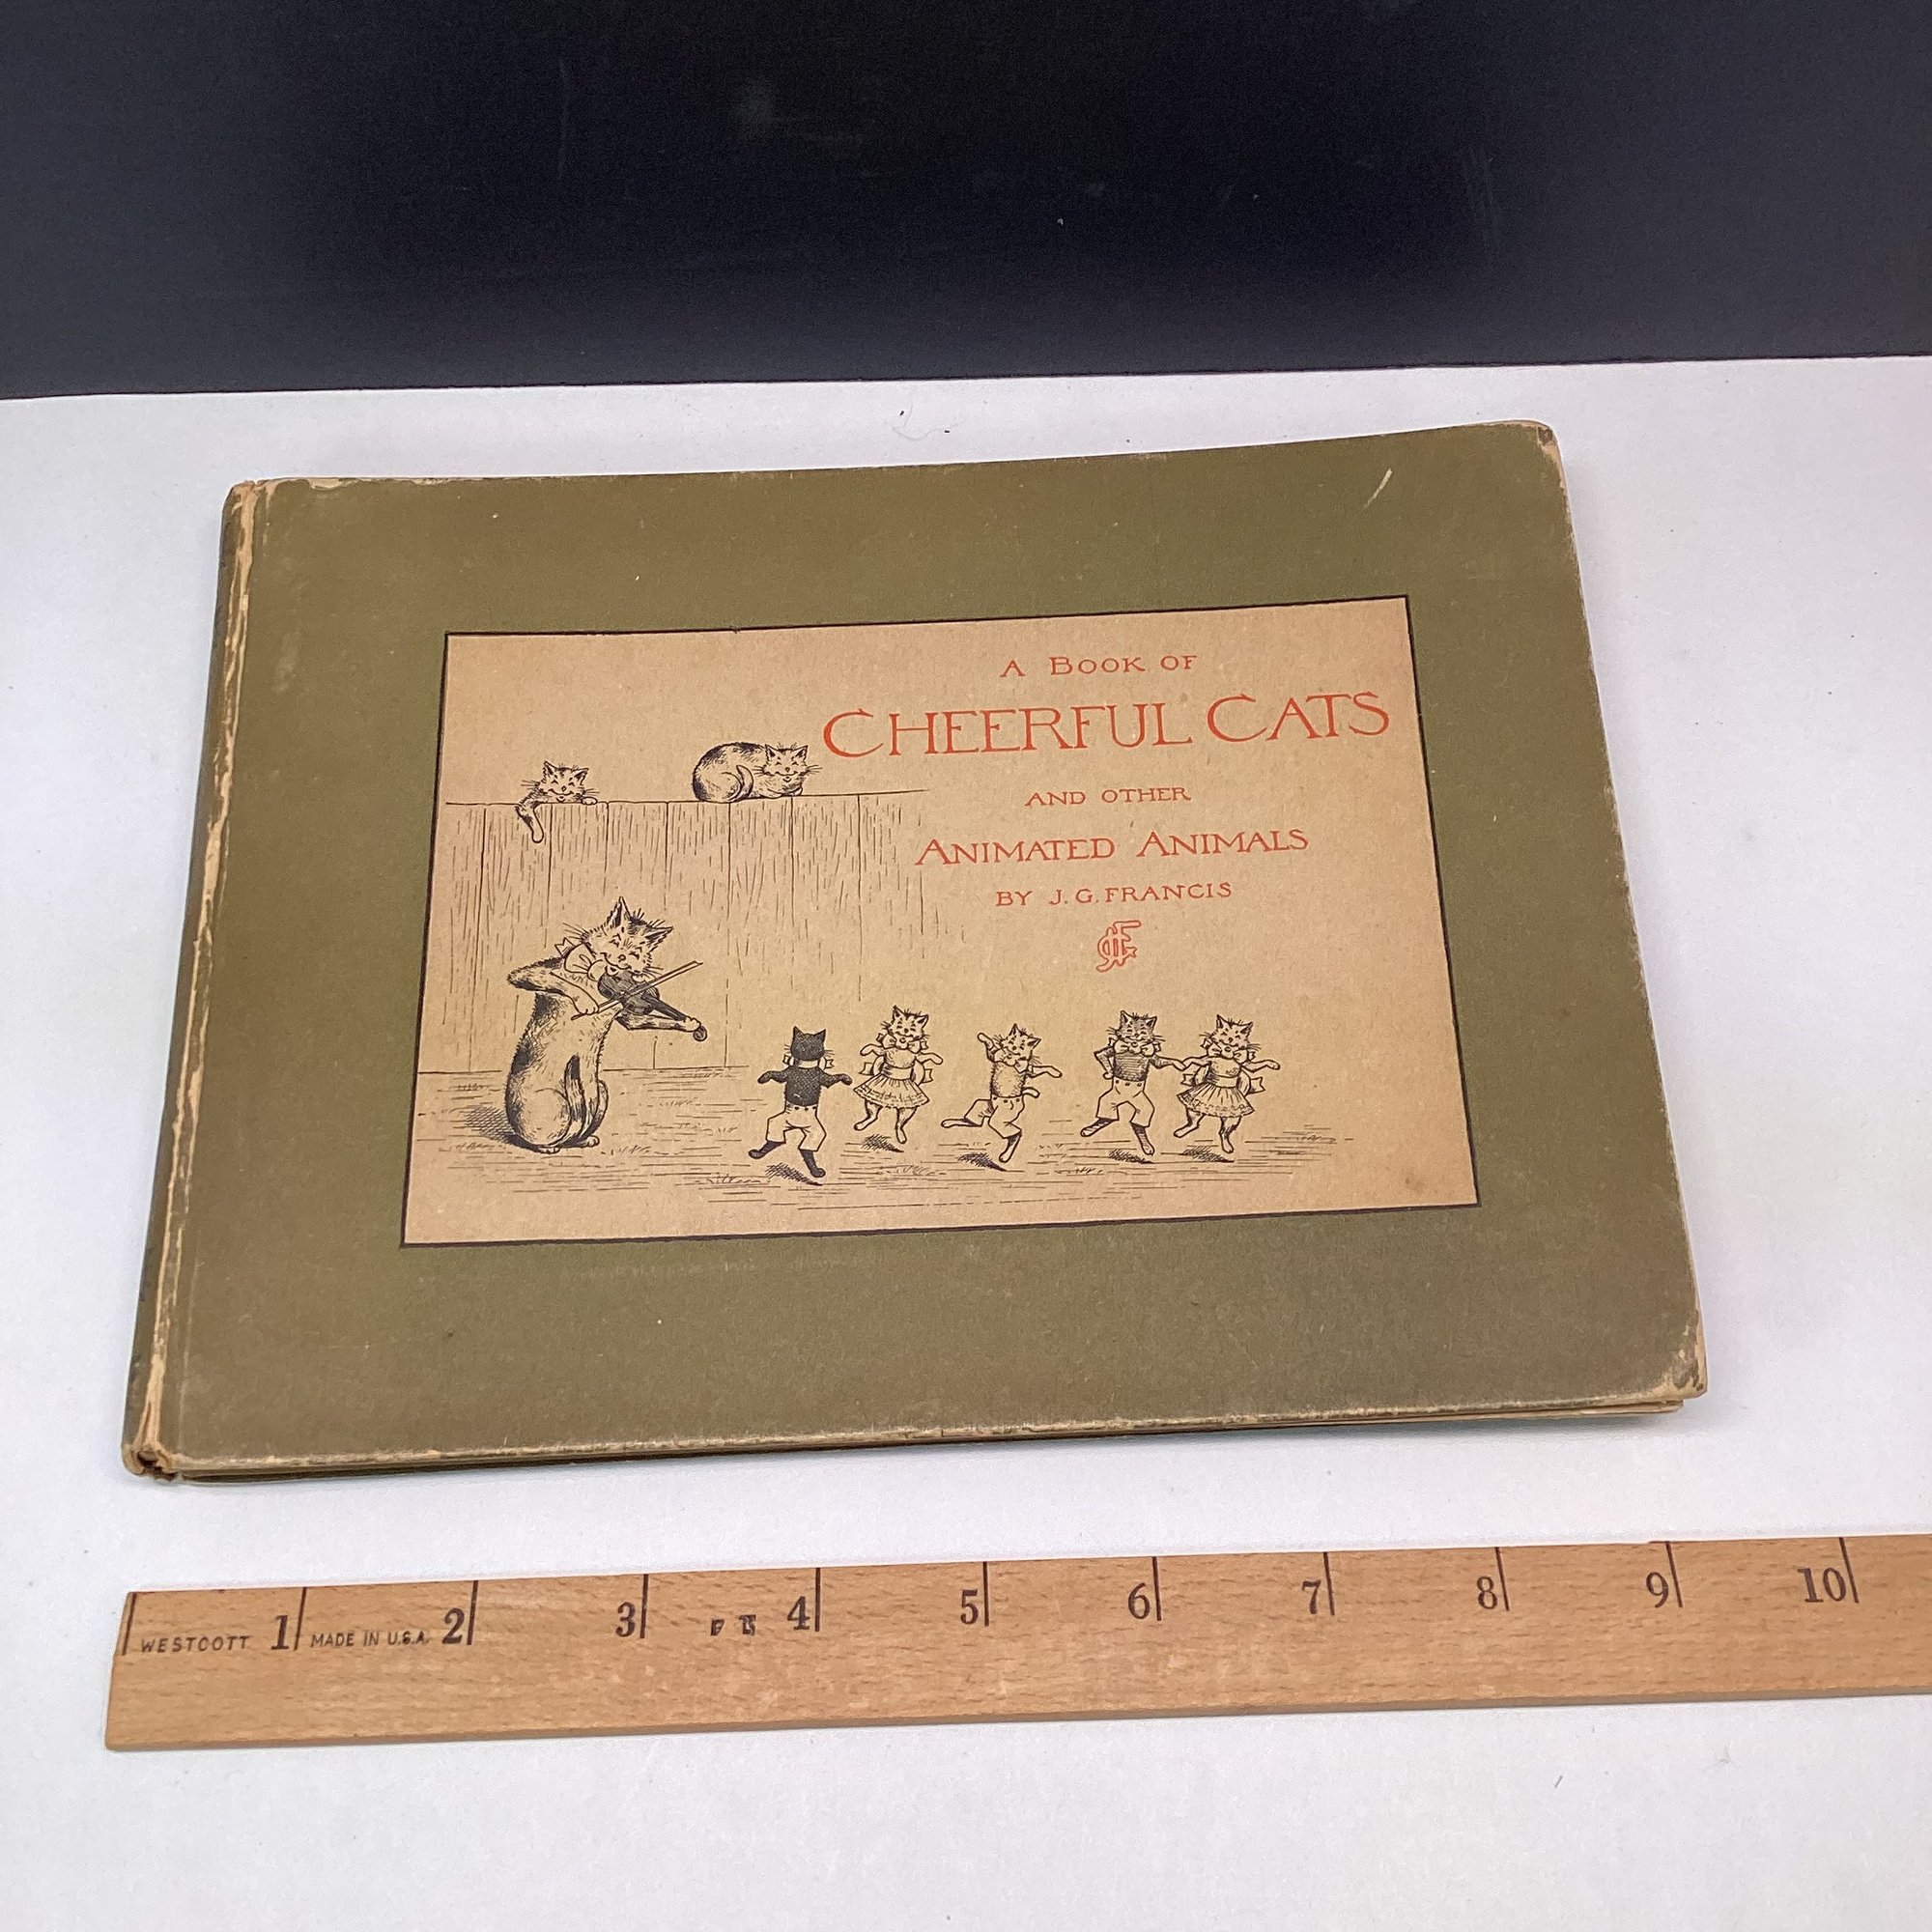 A BOOK OF
CHEERFUL CATS
AND OTHER
ANIMATED ANIMALS
BY J.G. FRANCIS
WESTCOTT 1 MADE IN U.S.A. 2 3 4 5 6 7 8 9 10